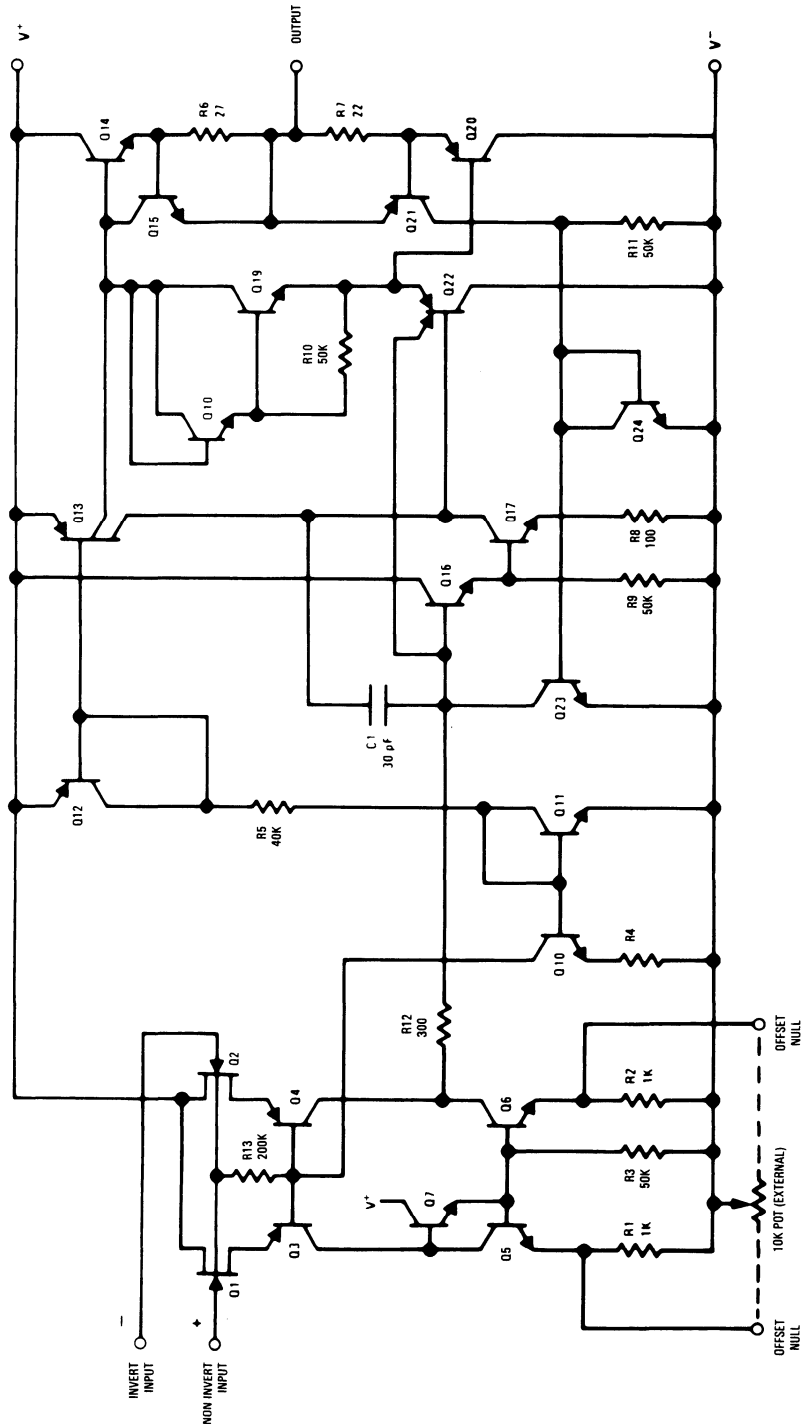 INVERT
INPUT
−
NON INVERT
INPUT
+
Q1
Q2
R13
200K
Q3
Q4
V+
Q7
R12
300
Q5
Q6
R1
1K
R3
50K
R2
1K
10K POT (EXTERNAL)
OFFSET
NULL
OFFSET
NULL
Q12
R5
40K
Q10
Q11
R4
C1
30 pF
Q13
Q16
Q17
Q23
R9
50K
R8
100
Q10
Q19
R10
50K
Q22
Q24
Q14
Q15
R6
27
R7
22
Q21
Q20
R11
50K
V+
OUTPUT
V−